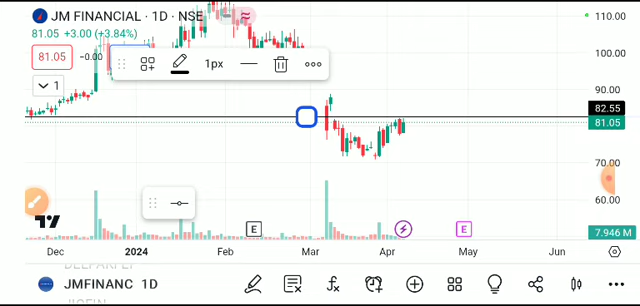 JM FINANCIAL · 1D · NSE
81.05 +3.00 (+3.84%)
81.05
−0.00
1px
1
110.00
100.00
90.00
82.55
81.05
70.00
60.00
7.946 M
E
E
Dec
2024
Feb
Mar
Apr
May
Jun
JMFINANC 1D